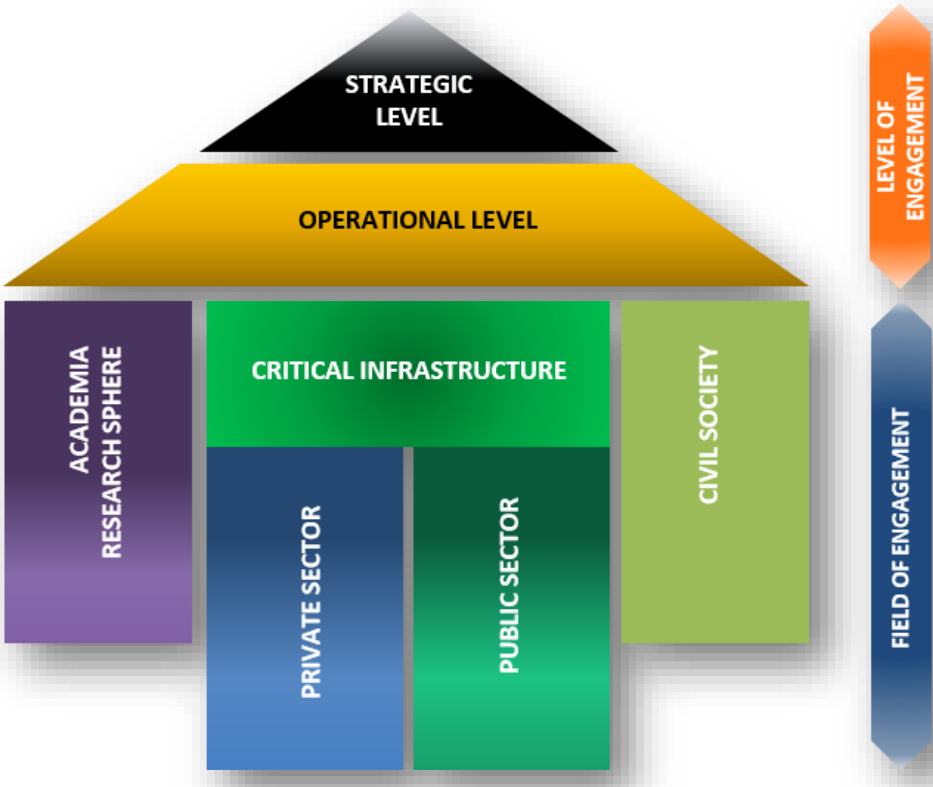 STRATEGIC
LEVEL
OPERATIONAL LEVEL
ACADEMIA
RESEARCH SPHERE
CRITICAL INFRASTRUCTURE
PRIVATE SECTOR
PUBLIC SECTOR
CIVIL SOCIETY
LEVEL OF
ENGAGEMENT
FIELD OF ENGAGEMENT